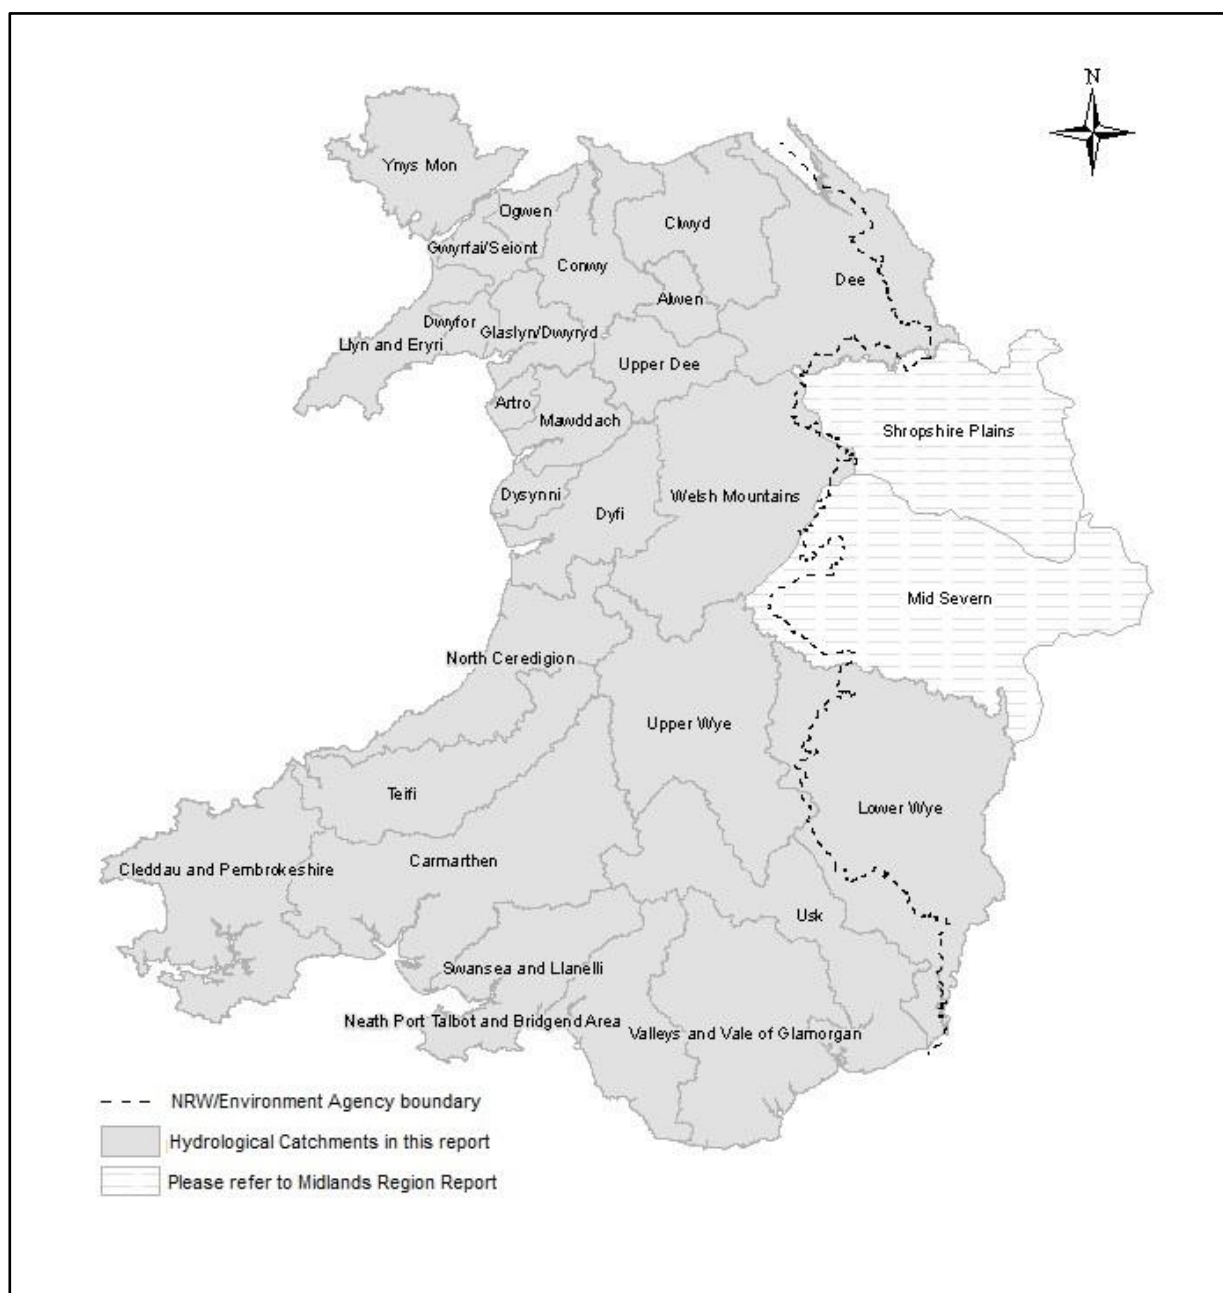 N
Ynys Mon
Ogwen
Clwyd
Gwyrfai/Seiont
Conwy
Dee
Alwen
Dwyfor
Glaslyn/Dwyryd
Llyn and Eryri
Upper Dee
Artro
Mawddach
Shropshire Plains
Dysynni
Welsh Mountains
Dyfi
Mid Severn
North Ceredigion
Upper Wye
Teifi
Lower Wye
Carmarthen
Cleddau and Pembrokeshire
Usk
Swansea and Llanelli
Neath Port Talbot and Bridgend Area
Valleys and Vale of Glamorgan
NRW/Environment Agency boundary
Hydrological Catchments in this report
Please refer to Midlands Region Report